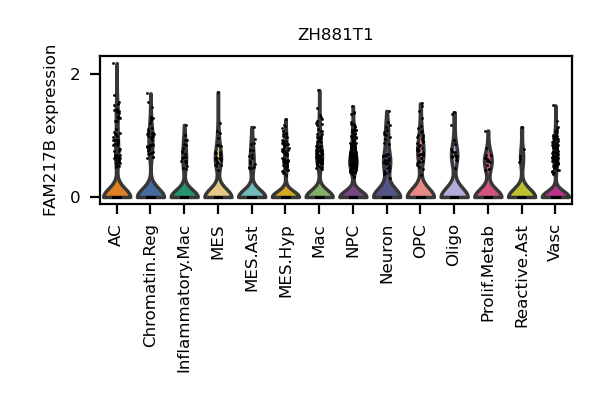 ZH881T1
FAM217B expression
2
0
AC
Chromatin.Reg
Inflammatory.Mac
MES
MES.Ast
MES.Hyp
Mac
NPC
Neuron
OPC
Oligo
Prolif.Metab
Reactive.Ast
Vasc